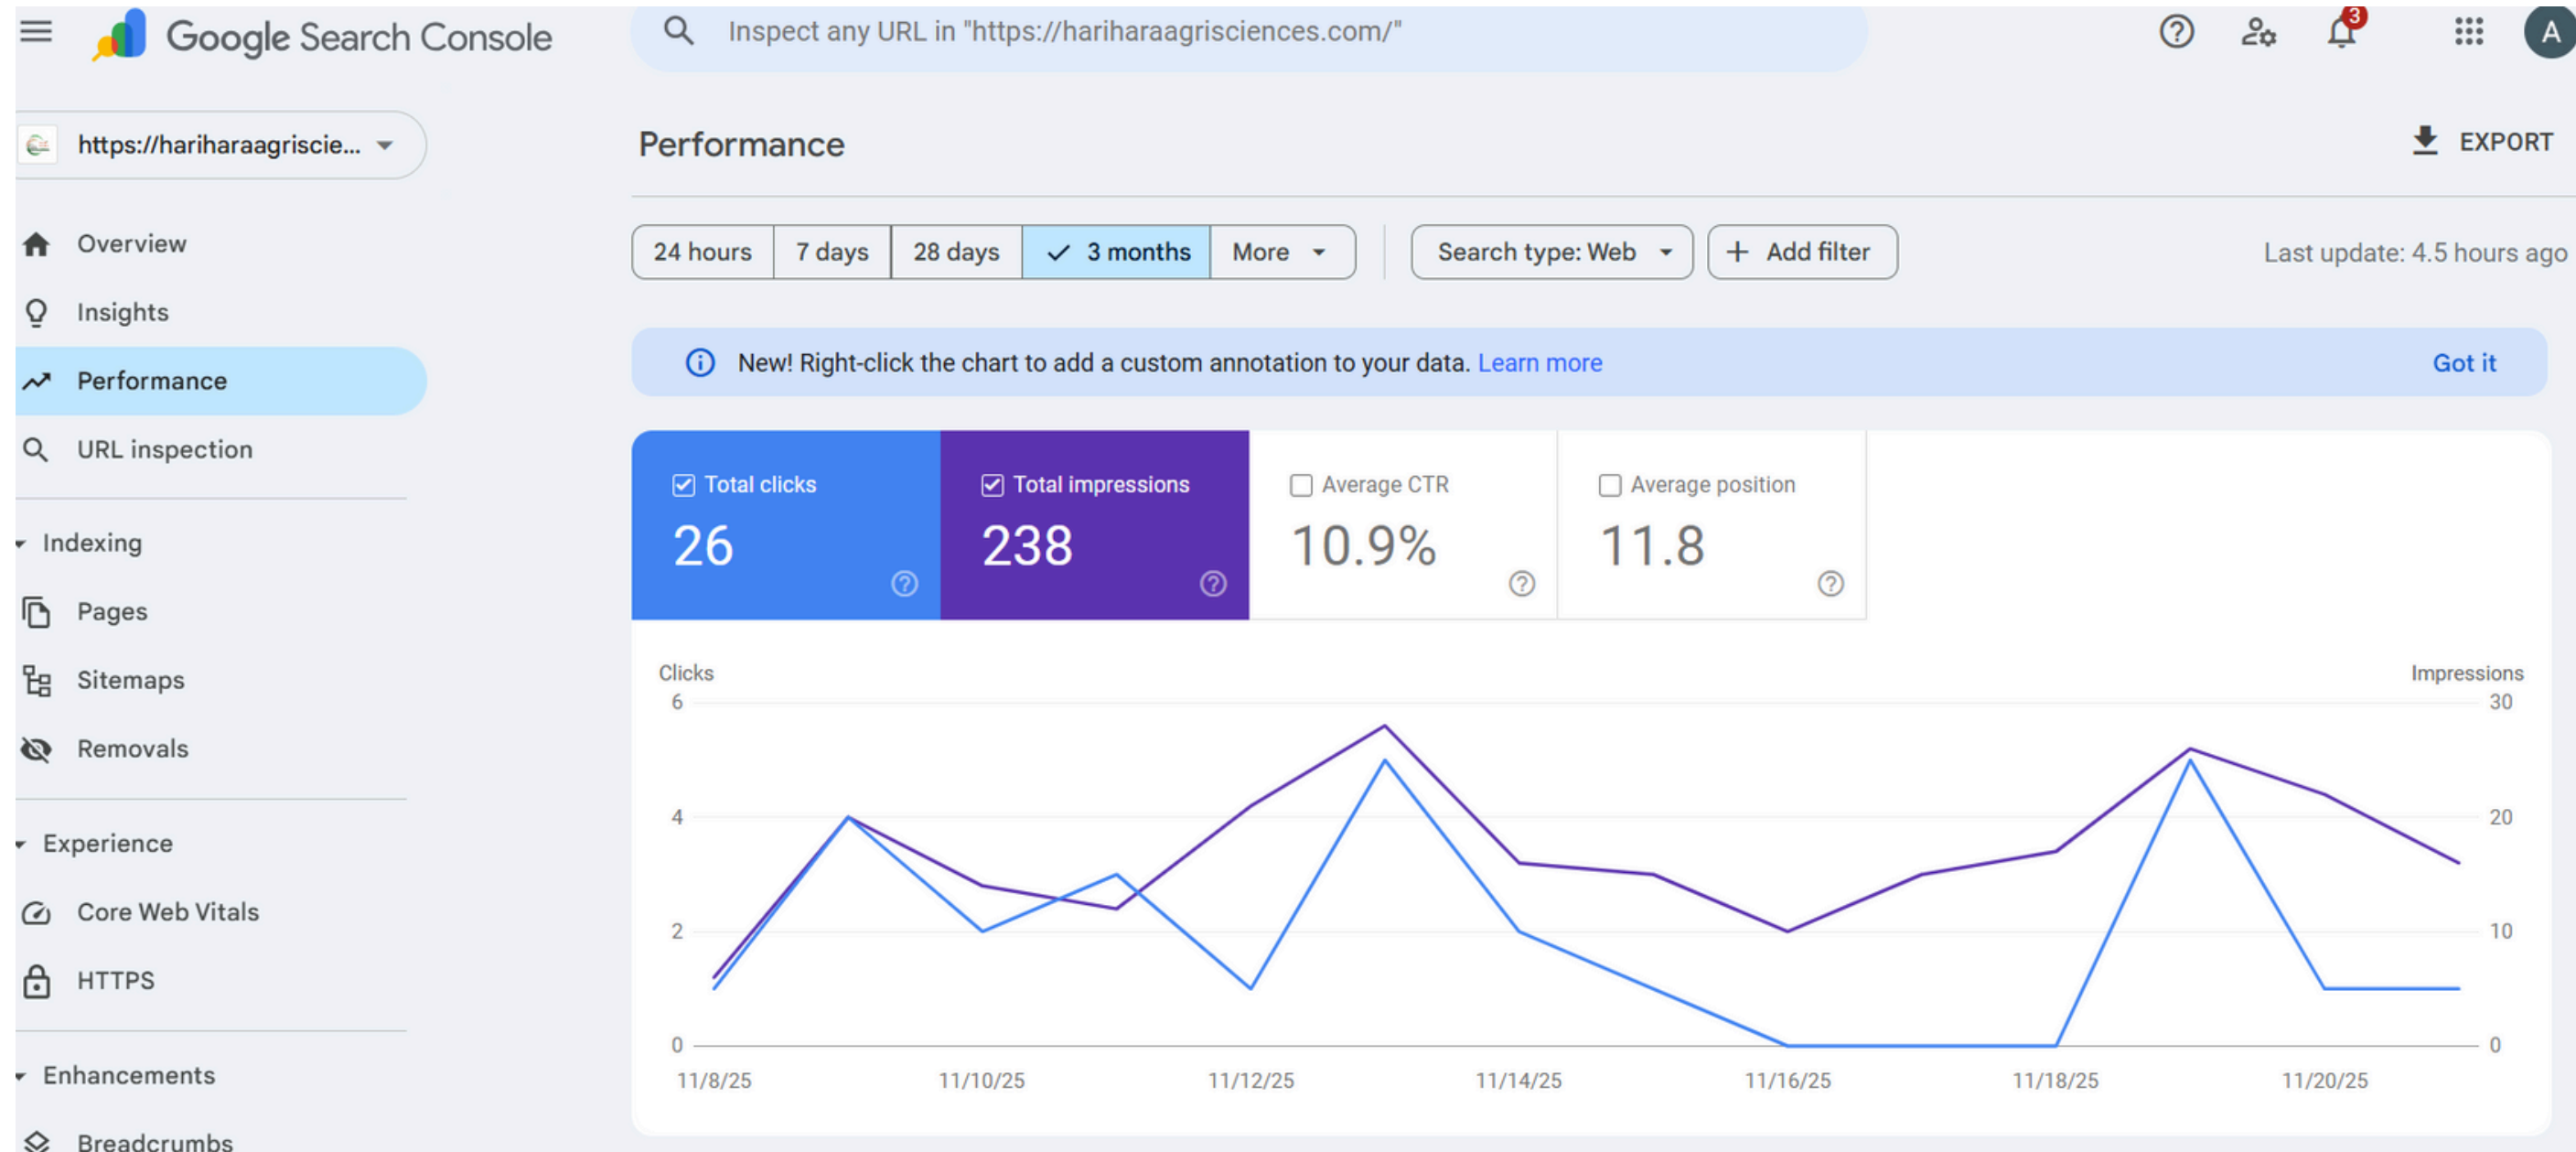 Google Search Console
Inspect any URL in "https://hariharaagrisciences.com/"
3
A
https://hariharaagriscie...
Overview
Insights
Performance
URL inspection
Indexing
Pages
Sitemaps
Removals
Experience
Core Web Vitals
HTTPS
Enhancements
Breadcrumbs
Performance
EXPORT
24 hours 7 days 28 days 3 months More Search type: Web Add filter Last update: 4.5 hours ago
New! Right-click the chart to add a custom annotation to your data. Learn more Got it
Total clicks Total impressions Average CTR Average position
26 238 10.9% 11.8
Clicks Impressions
6 30
4 20
2 10
0 0
11/8/25 11/10/25 11/12/25 11/14/25 11/16/25 11/18/25 11/20/25